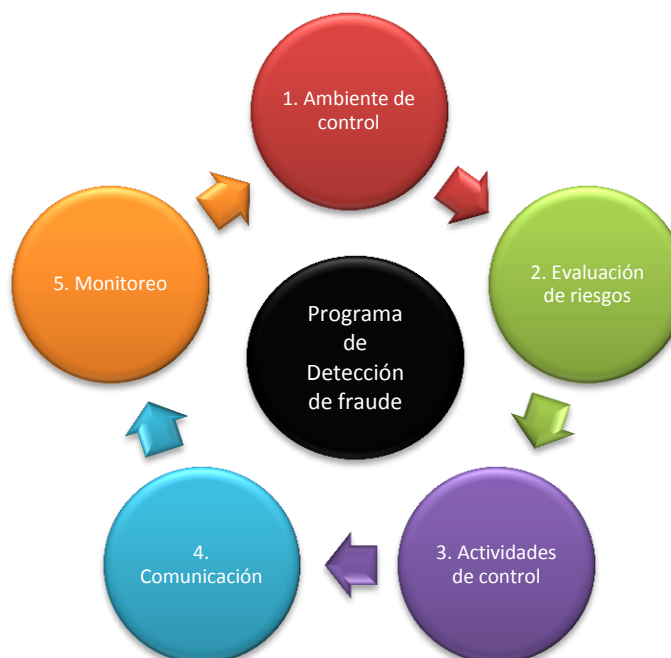 1. Ambiente de
control
2. Evaluación
de riesgos
3. Actividades
de control
4.
Comunicación
5. Monitoreo
Programa
de
Detección
de fraude